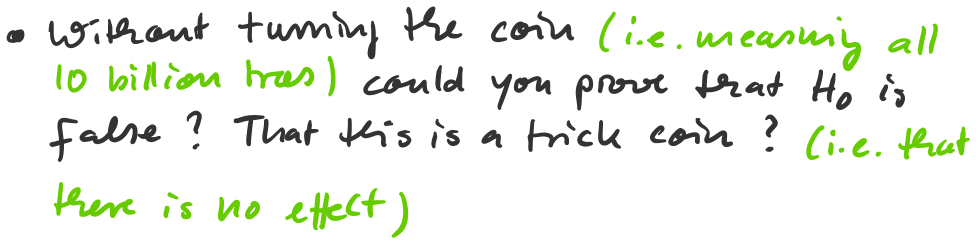 • Without turning the coin (i.e. measuring all
10 billion trees) could you prove that H₀ is
false? That this is a trick coin? (i.e. that
there is no effect)